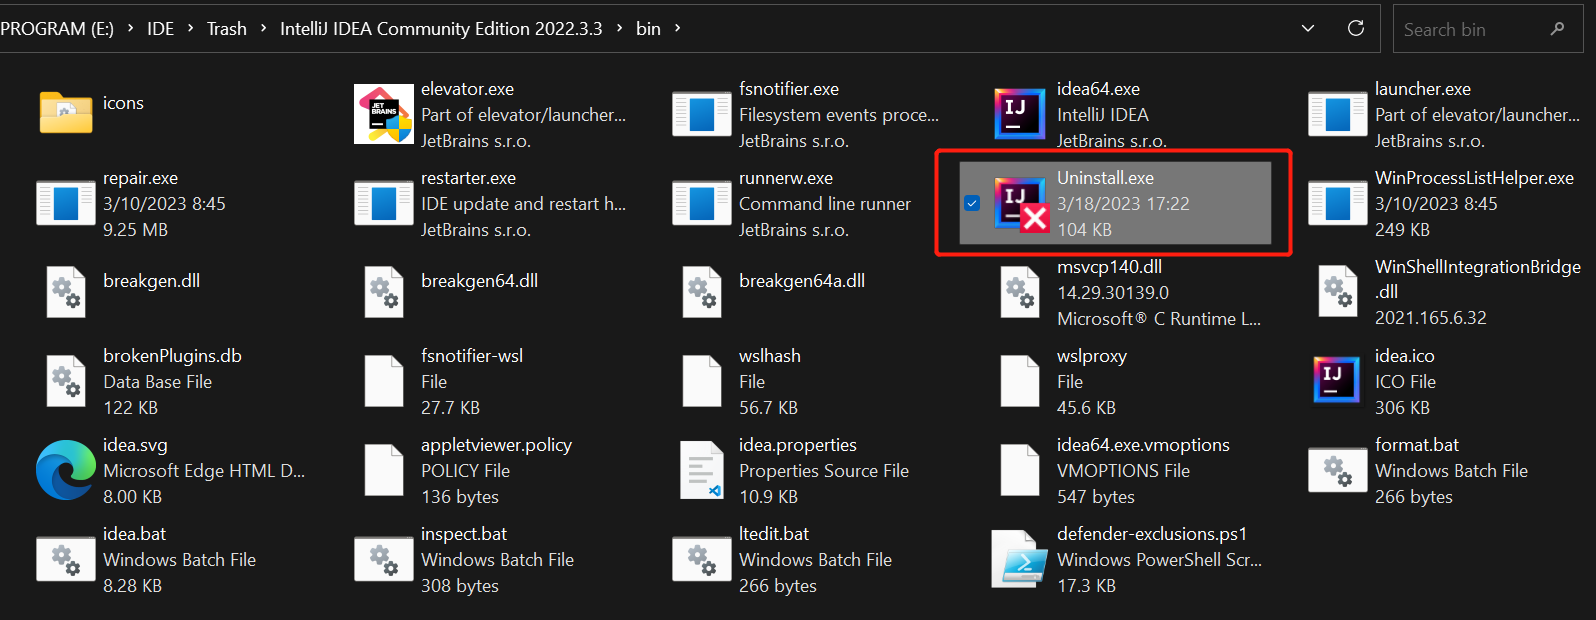 PROGRAM (E:) › IDE › Trash › IntelliJ IDEA Community Edition 2022.3.3 › bin ›
Search bin
icons
elevator.exe
Part of elevator/launcher...
JetBrains s.r.o.
fsnotifier.exe
Filesystem events proce...
JetBrains s.r.o.
idea64.exe
IntelliJ IDEA
JetBrains s.r.o.
launcher.exe
Part of elevator/launcher...
JetBrains s.r.o.
repair.exe
3/10/2023 8:45
9.25 MB
restarter.exe
IDE update and restart h...
JetBrains s.r.o.
runnerw.exe
Command line runner
JetBrains s.r.o.
Uninstall.exe
3/18/2023 17:22
104 KB
WinProcessListHelper.exe
3/10/2023 8:45
249 KB
breakgen.dll
breakgen64.dll
breakgen64a.dll
msvcp140.dll
14.29.30139.0
Microsoft® C Runtime L...
WinShellIntegrationBridge
.dll
2021.165.6.32
brokenPlugins.db
Data Base File
122 KB
fsnotifier-wsl
File
27.7 KB
wslhash
File
56.7 KB
wslproxy
File
45.6 KB
idea.ico
ICO File
306 KB
idea.svg
Microsoft Edge HTML D...
8.00 KB
appletviewer.policy
POLICY File
136 bytes
idea.properties
Properties Source File
10.9 KB
idea64.exe.vmoptions
VMOPTIONS File
547 bytes
format.bat
Windows Batch File
266 bytes
idea.bat
Windows Batch File
8.28 KB
inspect.bat
Windows Batch File
308 bytes
ltedit.bat
Windows Batch File
266 bytes
defender-exclusions.ps1
Windows PowerShell Scr...
17.3 KB